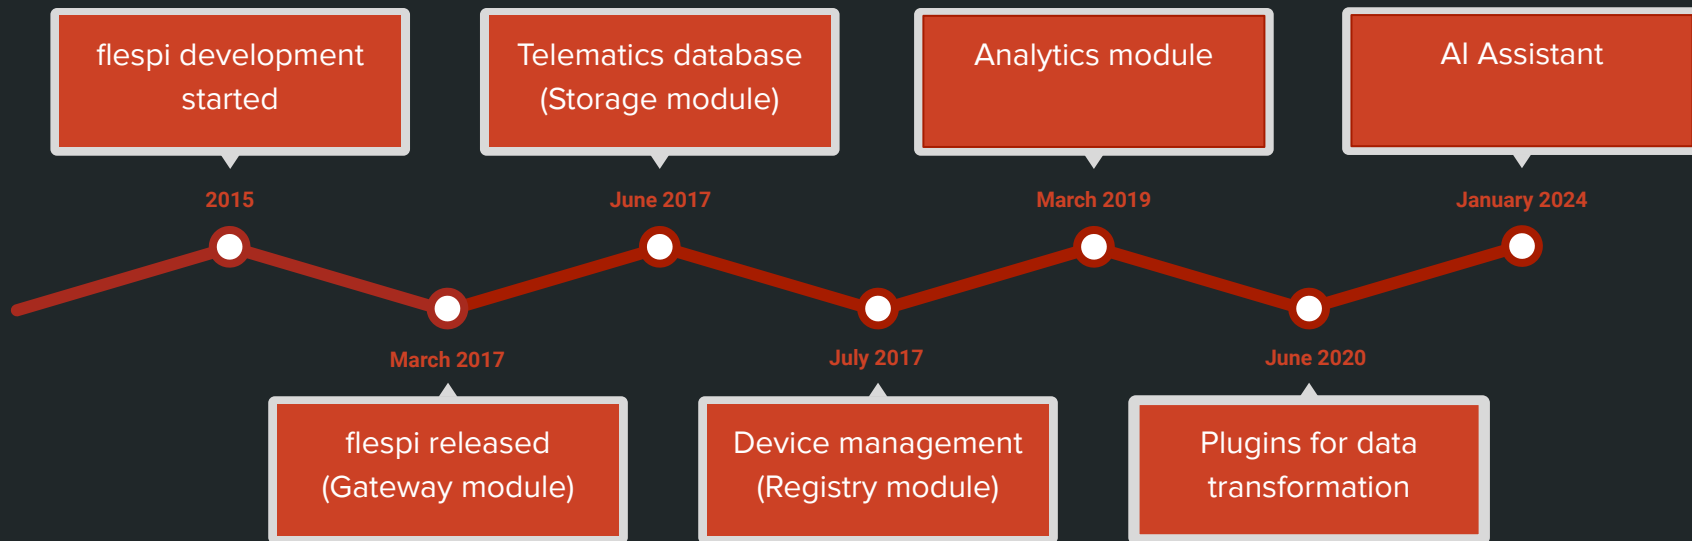 flespi development
started
2015
March 2017
flespi released
(Gateway module)
Telematics database
(Storage module)
June 2017
July 2017
Device management
(Registry module)
Analytics module
March 2019
June 2020
Plugins for data
transformation
AI Assistant
January 2024